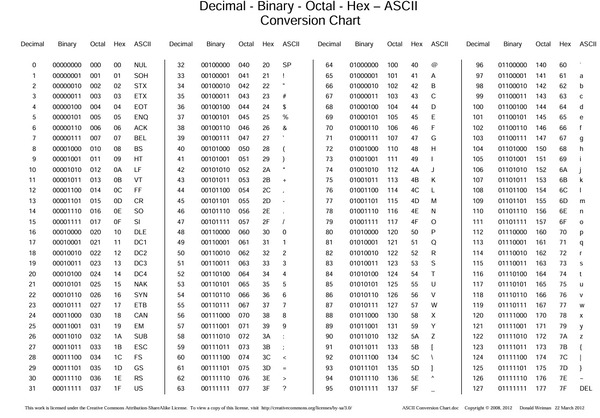 Decimal - Binary - Octal - Hex – ASCII
Conversion Chart
Decimal Binary Octal Hex ASCII Decimal Binary Octal Hex ASCII Decimal Binary Octal Hex ASCII Decimal Binary Octal Hex ASCII
0 00000000 000 00 NUL 32 00100000 040 20 SP 64 01000000 100 40 @ 96 01100000 140 60 `
1 00000001 001 01 SOH 33 00100001 041 21 ! 65 01000001 101 41 A 97 01100001 141 61 a
2 00000010 002 02 STX 34 00100010 042 22 " 66 01000010 102 42 B 98 01100010 142 62 b
3 00000011 003 03 ETX 35 00100011 043 23 # 67 01000011 103 43 C 99 01100011 143 63 c
4 00000100 004 04 EOT 36 00100100 044 24 $ 68 01000100 104 44 D 100 01100100 144 64 d
5 00000101 005 05 ENQ 37 00100101 045 25 % 69 01000101 105 45 E 101 01100101 145 65 e
6 00000110 006 06 ACK 38 00100110 046 26 & 70 01000110 106 46 F 102 01100110 146 66 f
7 00000111 007 07 BEL 39 00100111 047 27 ' 71 01000111 107 47 G 103 01100111 147 67 g
8 00001000 010 08 BS 40 00101000 050 28 ( 72 01001000 110 48 H 104 01101000 150 68 h
9 00001001 011 09 HT 41 00101001 051 29 ) 73 01001001 111 49 I 105 01101001 151 69 i
10 00001010 012 0A LF 42 00101010 052 2A * 74 01001010 112 4A J 106 01101010 152 6A j
11 00001011 013 0B VT 43 00101011 053 2B + 75 01001011 113 4B K 107 01101011 153 6B k
12 00001100 014 0C FF 44 00101100 054 2C , 76 01001100 114 4C L 108 01101100 154 6C l
13 00001101 015 0D CR 45 00101101 055 2D - 77 01001101 115 4D M 109 01101101 155 6D m
14 00001110 016 0E SO 46 00101110 056 2E . 78 01001110 116 4E N 110 01101110 156 6E n
15 00001111 017 0F SI 47 00101111 057 2F / 79 01001111 117 4F O 111 01101111 157 6F o
16 00010000 020 10 DLE 48 00110000 060 30 0 80 01010000 120 50 P 112 01110000 160 70 p
17 00010001 021 11 DC1 49 00110001 061 31 1 81 01010001 121 51 Q 113 01110001 161 71 q
18 00010010 022 12 DC2 50 00110010 062 32 2 82 01010010 122 52 R 114 01110010 162 72 r
19 00010011 023 13 DC3 51 00110011 063 33 3 83 01010011 123 53 S 115 01110011 163 73 s
20 00010100 024 14 DC4 52 00110100 064 34 4 84 01010100 124 54 T 116 01110100 164 74 t
21 00010101 025 15 NAK 53 00110101 065 35 5 85 01010101 125 55 U 117 01110101 165 75 u
22 00010110 026 16 SYN 54 00110110 066 36 6 86 01010110 126 56 V 118 01110110 166 76 v
23 00010111 027 17 ETB 55 00110111 067 37 7 87 01010111 127 57 W 119 01110111 167 77 w
24 00011000 030 18 CAN 56 00111000 070 38 8 88 01011000 130 58 X 120 01111000 170 78 x
25 00011001 031 19 EM 57 00111001 071 39 9 89 01011001 131 59 Y 121 01111001 171 79 y
26 00011010 032 1A SUB 58 00111010 072 3A : 90 01011010 132 5A Z 122 01111010 172 7A z
27 00011011 033 1B ESC 59 00111011 073 3B ; 91 01011011 133 5B [ 123 01111011 173 7B {
28 00011100 034 1C FS 60 00111100 074 3C < 92 01011100 134 5C \ 124 01111100 174 7C |
29 00011101 035 1D GS 61 00111101 075 3D = 93 01011101 135 5D ] 125 01111101 175 7D }
30 00011110 036 1E RS 62 00111110 076 3E > 94 01011110 136 5E ^ 126 01111110 176 7E ~
31 00011111 037 1F US 63 00111111 077 3F ? 95 01011111 137 5F _ 127 01111111 177 7F DEL
This work is licensed under the Creative Commons Attribution-ShareAlike License. To view a copy of this license, visit http://creativecommons.org/licenses/by-sa/3.0/ ASCII Conversion Chart.doc Copyright © 2008, 2012 Donald Weiman 22 March 2012